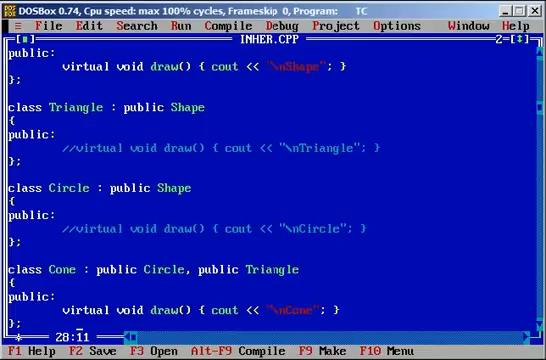 DOSBox 0.74, Cpu speed: max 100% cycles, Frameskip 0, Program: TC
≡ File Edit Search Run Compile Debug Project Options Window Help
[■] INHER.CPP 2=[↕]
public:
virtual void draw() { cout << "\nShape"; }
};
class Triangle : public Shape
{
public:
//virtual void draw() { cout << "\nTriangle"; }
};
class Circle : public Shape
{
public:
//virtual void draw() { cout << "\nCircle"; }
};
class Cone : public Circle, public Triangle
{
public:
virtual void draw() { cout << "\nCone"; }
};
28:11
F1 Help F2 Save F3 Open Alt-F9 Compile F9 Make F10 Menu